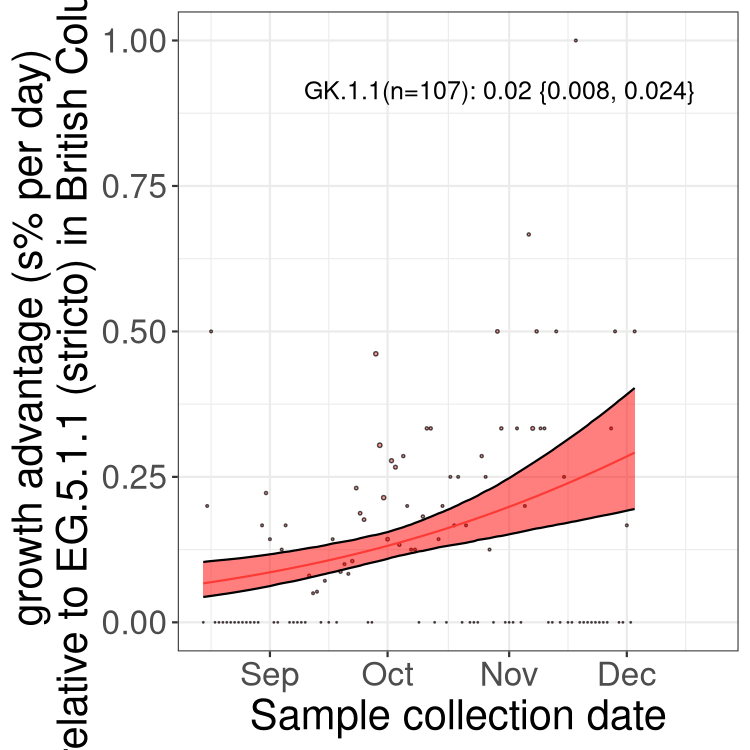 growth advantage (s% per day)
relative to EG.5.1.1 (stricto) in British Colu
1.00
0.75
0.50
0.25
0.00
GK.1.1(n=107): 0.02 {0.008, 0.024}
Sep Oct Nov Dec
Sample collection date